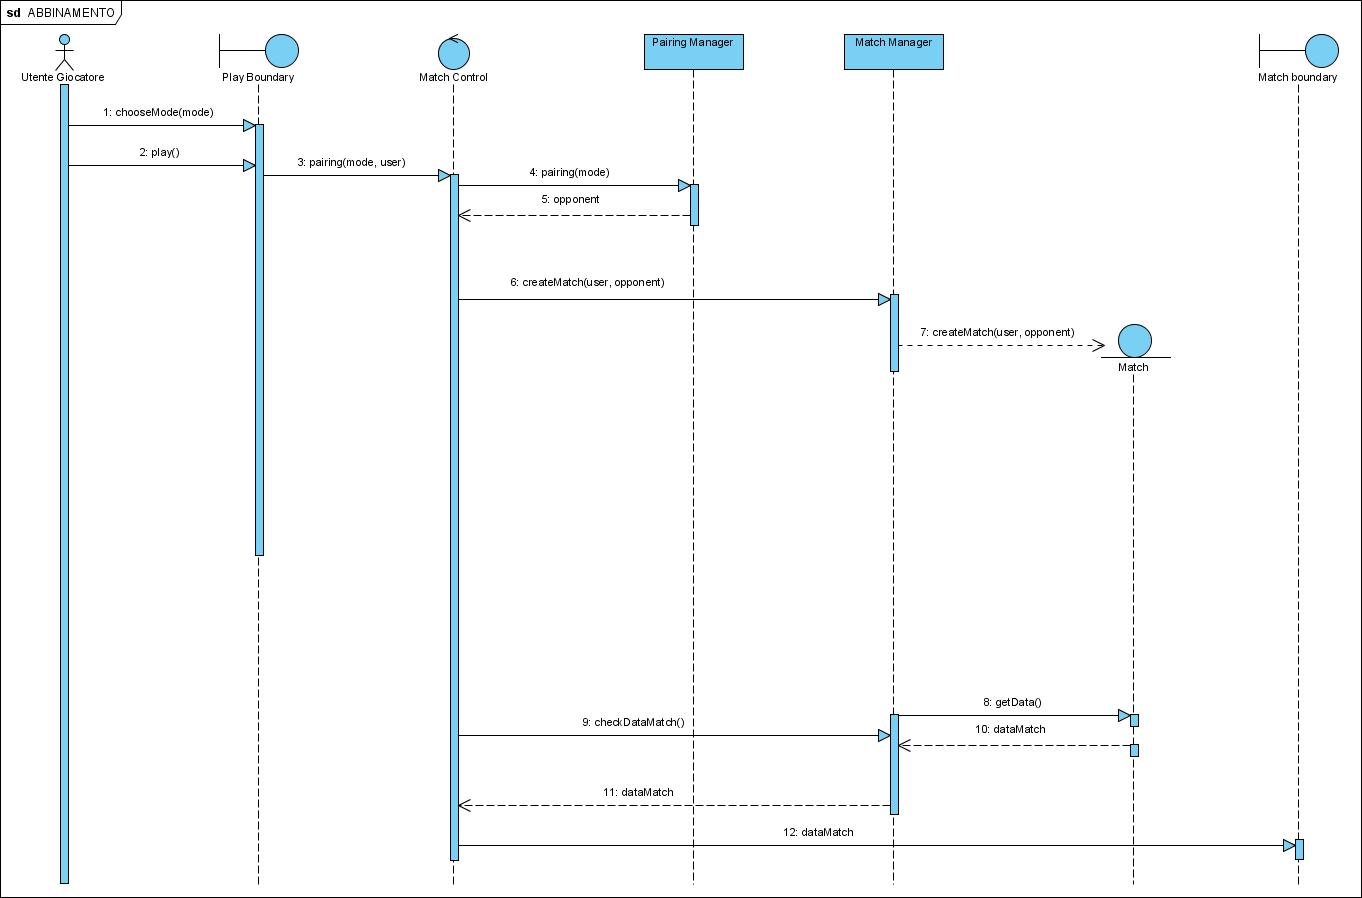 sd ABBINAMENTO
Utente Giocatore
Play Boundary
Match Control
Pairing Manager
Match Manager
Match boundary
1: chooseMode(mode)
2: play()
3: pairing(mode, user)
4: pairing(mode)
5: opponent
6: createMatch(user, opponent)
7: createMatch(user, opponent)
Match
8: getData()
9: checkDataMatch()
10: dataMatch
11: dataMatch
12: dataMatch